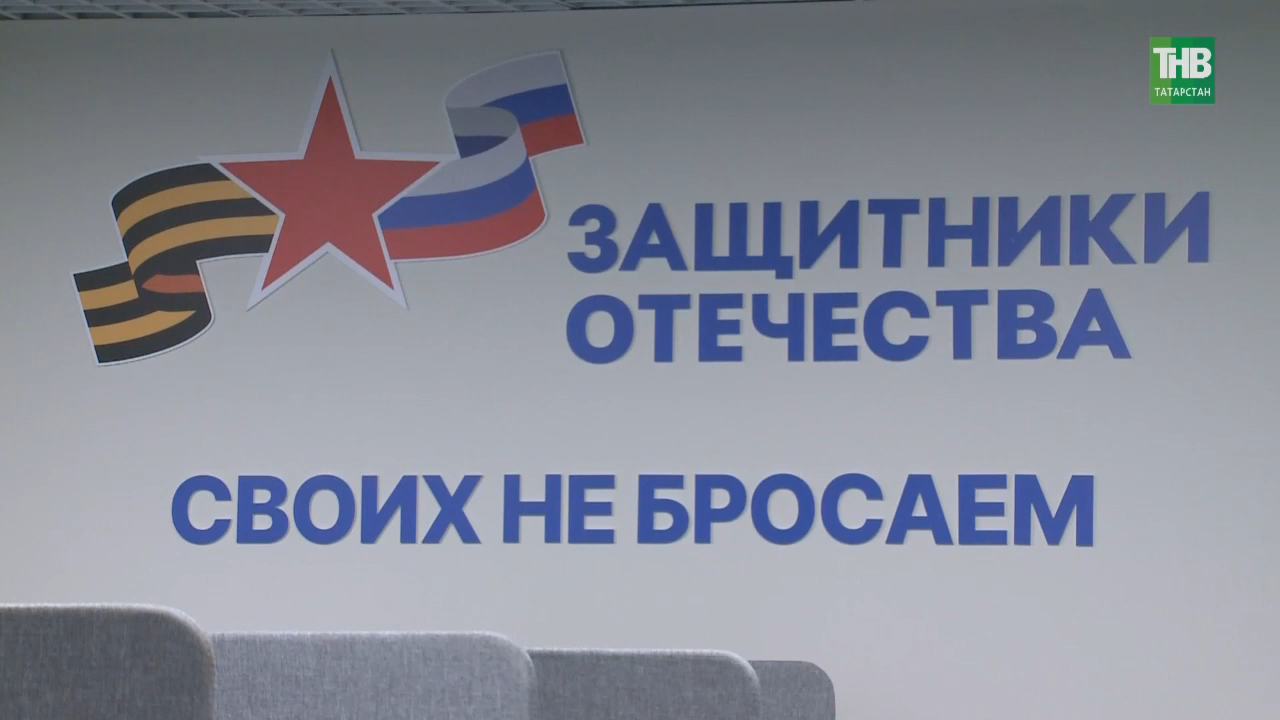 ТНВ
ТАТАРСТАН
ЗАЩИТНИКИ
ОТЕЧЕСТВА
СВОИХ НЕ БРОСАЕМ